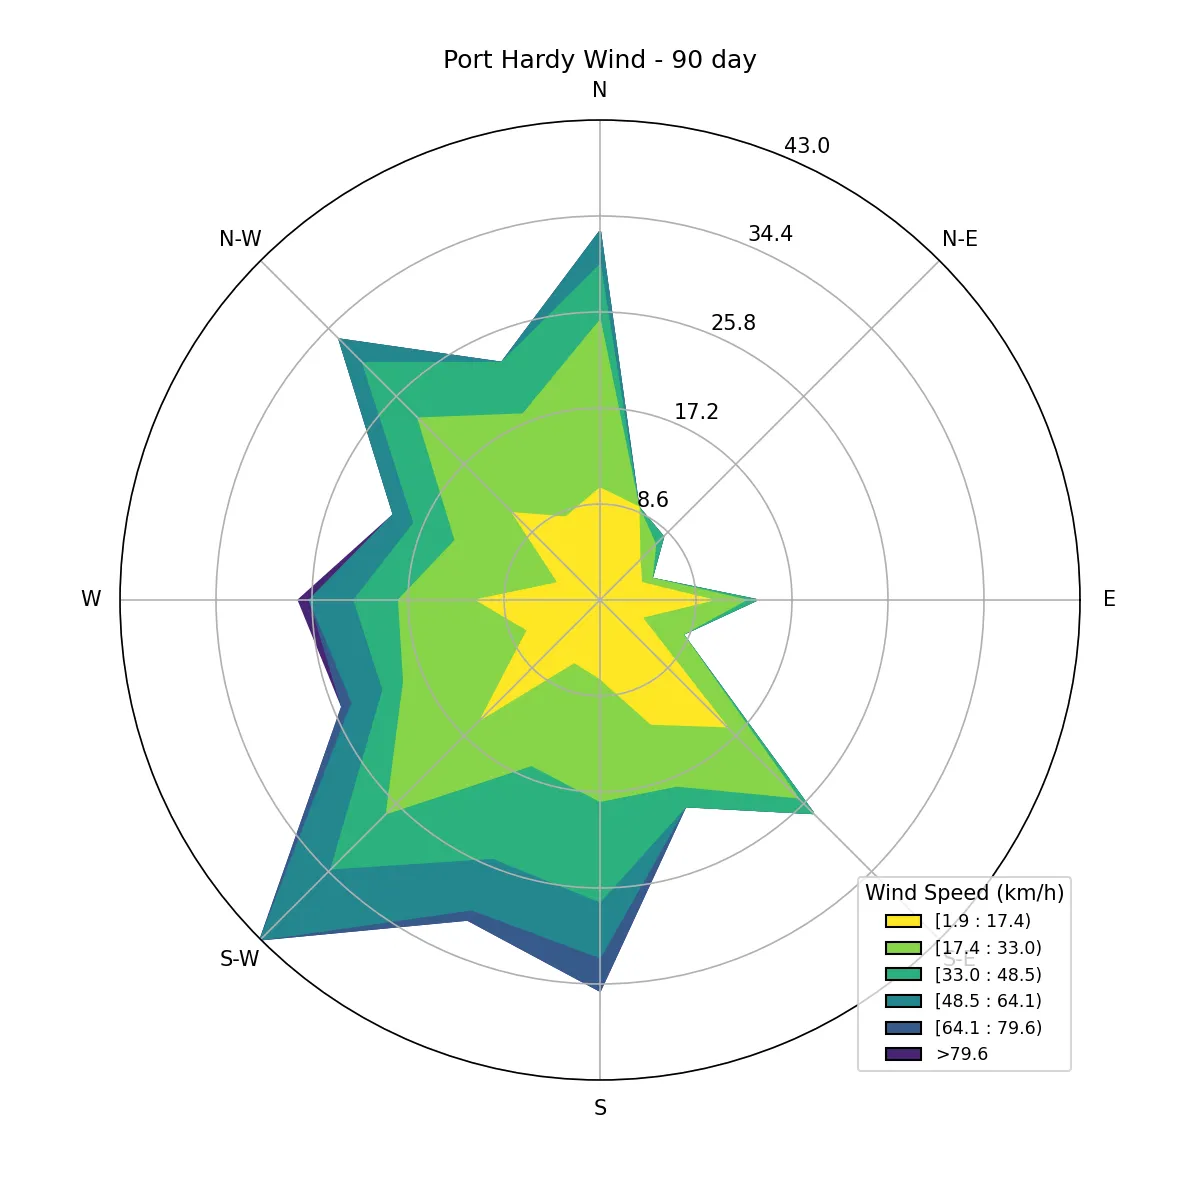 Port Hardy Wind - 90 day
N
43.0
N-W
34.4
N-E
25.8
17.2
8.6
W
E
S-W
S-E
S
Wind Speed (km/h)
[1.9 : 17.4)
[17.4 : 33.0)
[33.0 : 48.5)
[48.5 : 64.1)
[64.1 : 79.6)
>79.6